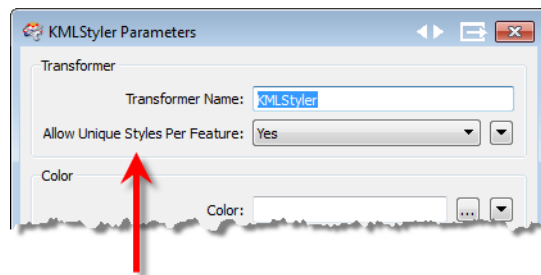 KMLStyler Parameters
Transformer
Transformer Name: KMLStyler
Allow Unique Styles Per Feature: Yes
Color
Color: ...